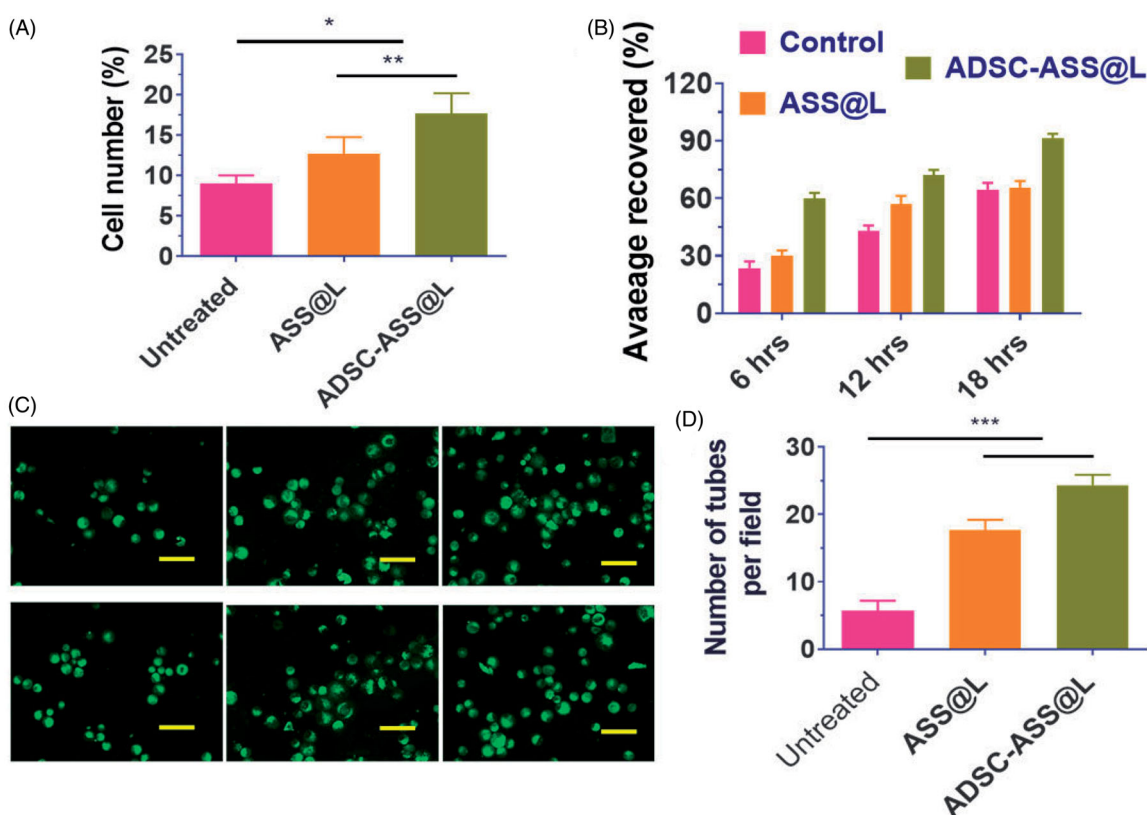 (A)
*
**
Cell number (%)
25
20
15
10
5
0
Untreated
ASS@L
ADSC-ASS@L
(B)
Control
ASS@L
ADSC-ASS@L
Avaeage recovered (%)
120
90
60
30
0
6 hrs
12 hrs
18 hrs
(C)
(D)
***
Number of tubes
per field
30
20
10
0
Untreated
ASS@L
ADSC-ASS@L